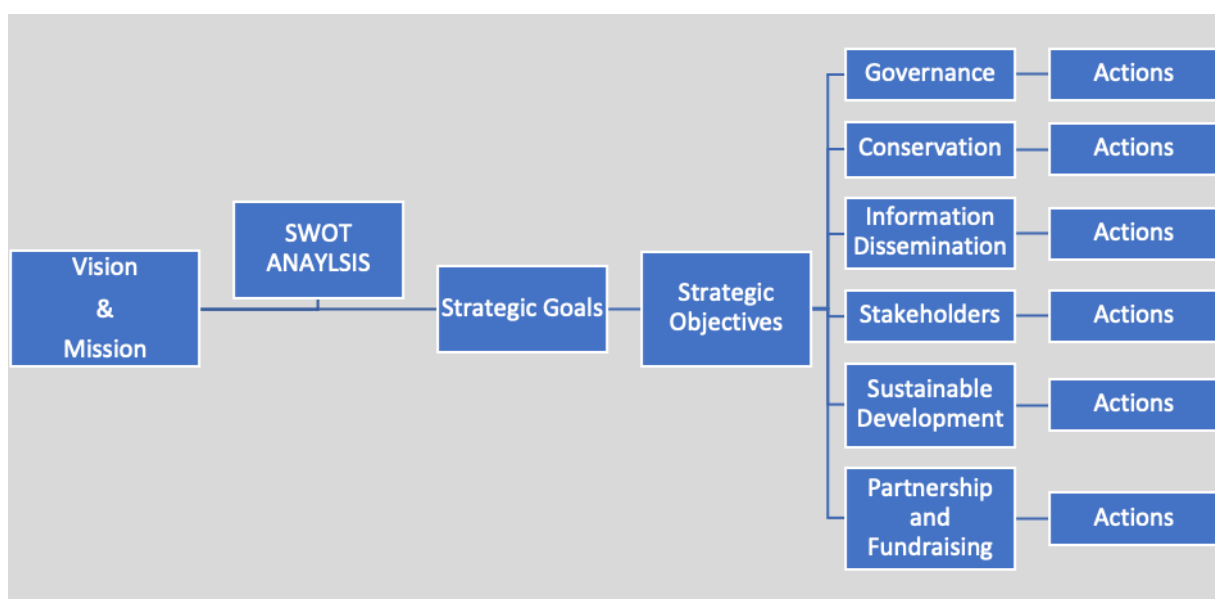 Vision
&
Mission
SWOT
ANAYLSIS
Strategic Goals
Strategic
Objectives
Governance
Actions
Conservation
Actions
Information
Dissemination
Actions
Stakeholders
Actions
Sustainable
Development
Actions
Partnership
and
Fundraising
Actions